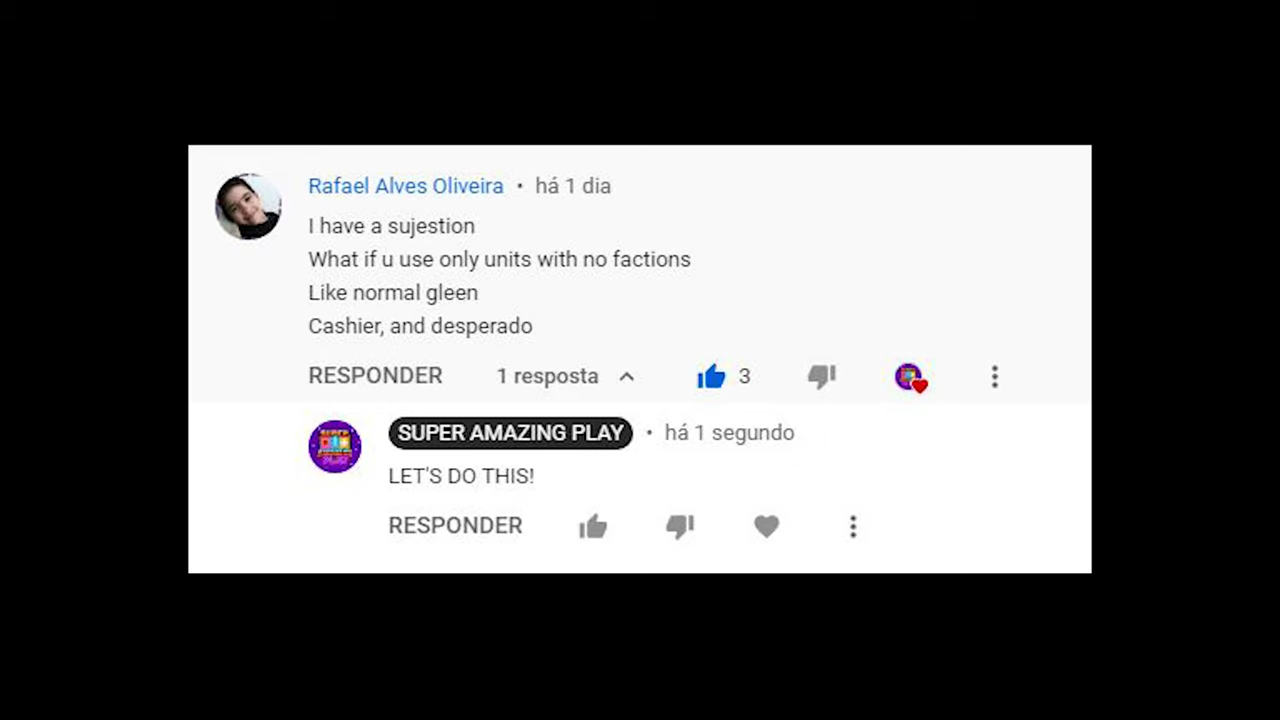 Rafael Alves Oliveira • há 1 dia
I have a sujestion
What if u use only units with no factions
Like normal gleen
Cashier, and desperado
RESPONDER 1 resposta 3
SUPER AMAZING PLAY • há 1 segundo
LET'S DO THIS!
RESPONDER